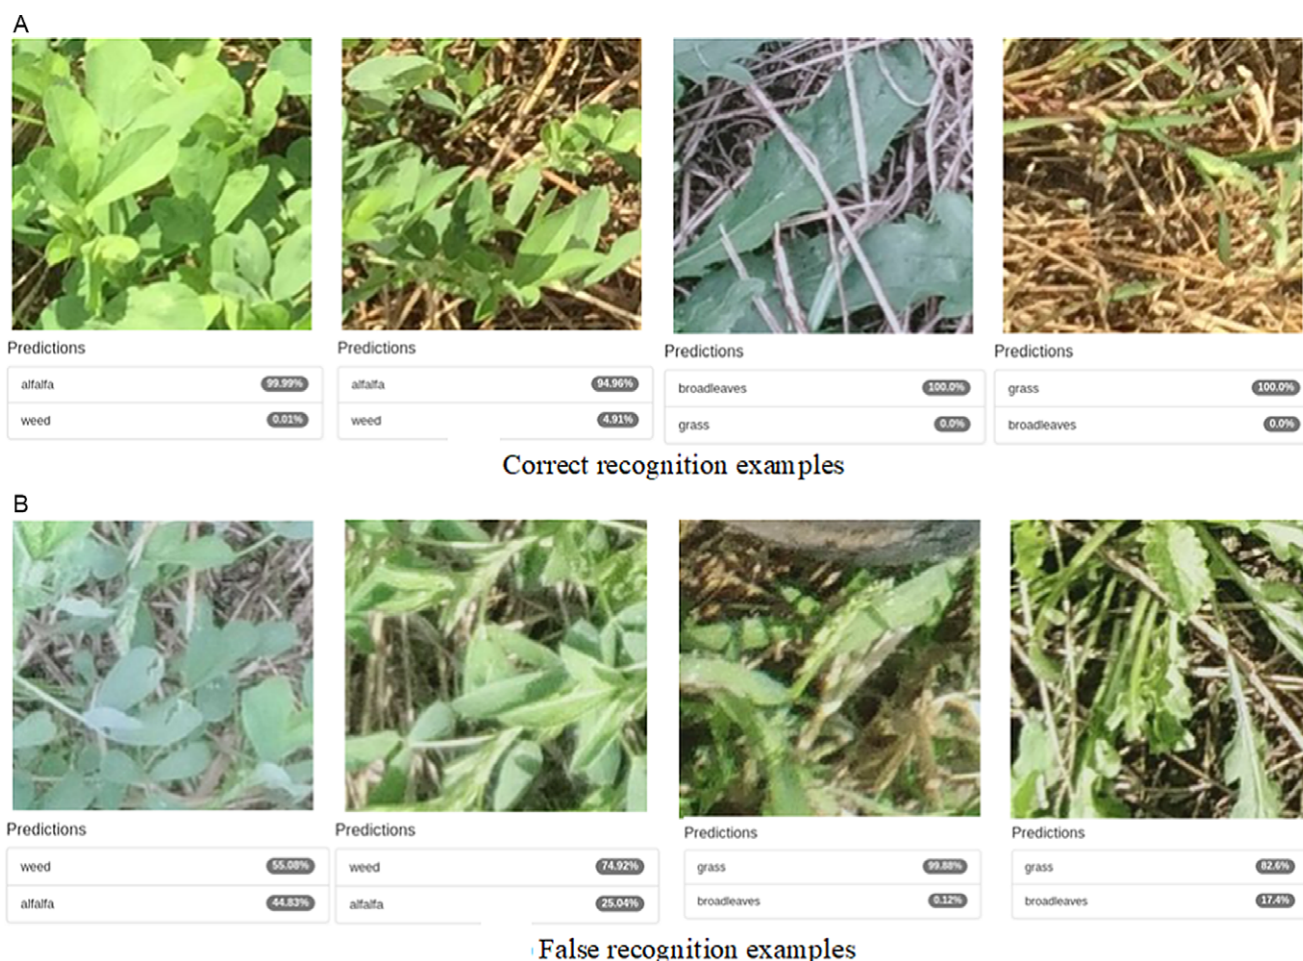 A
Predictions
alfalfa 99.99%
weed 0.01%
Predictions
alfalfa 94.96%
weed 4.91%
Predictions
broadleaves 100.0%
grass 0.0%
Predictions
grass 100.0%
broadleaves 0.0%
Correct recognition examples
B
Predictions
weed 55.08%
alfalfa 44.83%
Predictions
weed 74.92%
alfalfa 25.04%
Predictions
grass 99.88%
broadleaves 0.12%
Predictions
grass 82.6%
broadleaves 17.4%
False recognition examples